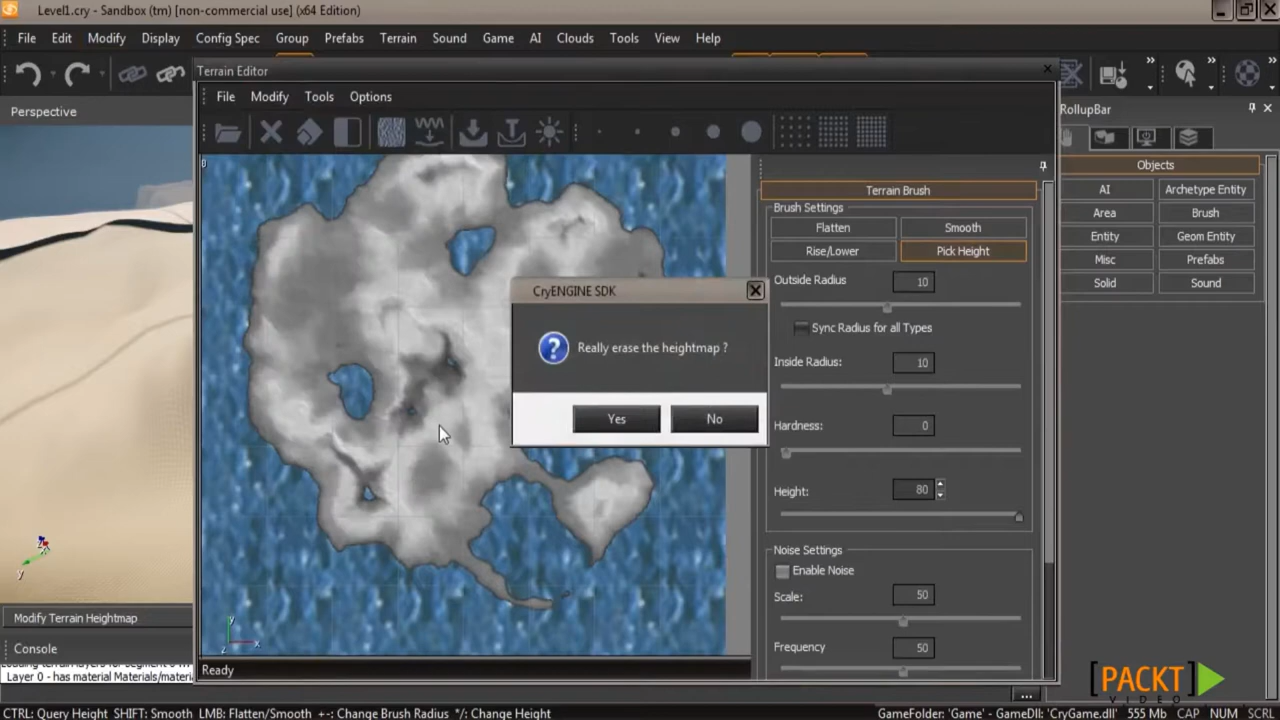 Level1.cry - Sandbox (tm) [non-commercial use] (x64 Edition)
File Edit Modify Display Config Spec Group Prefabs Terrain Sound Game AI Clouds Tools View Help
Terrain Editor
Perspective
File Modify Tools Options
RollupBar
0
Objects
AI Archetype Entity
Area Brush
Entity Geom Entity
Misc Prefabs
Solid Sound
Terrain Brush
Brush Settings
Flatten Smooth
Rise/Lower Pick Height
Outside Radius 10
Sync Radius for all Types
Inside Radius: 10
Hardness: 0
Height: 80
Noise Settings
Enable Noise
Scale: 50
Frequency 50
CryENGINE SDK
Really erase the heightmap ?
Yes No
y
z x
Ready
z
y
Modify Terrain Heightmap
Console
Layer 0 - has material Materials/materi
...
[PACKT]
VIDEO
CTRL: Query Height SHIFT: Smooth LMB: Flatten/Smooth +-: Change Brush Radius */: Change Height
GameFolder: 'Game' - GameDll: 'CryGame.dll' 555 Mb CAP NUM SCRL